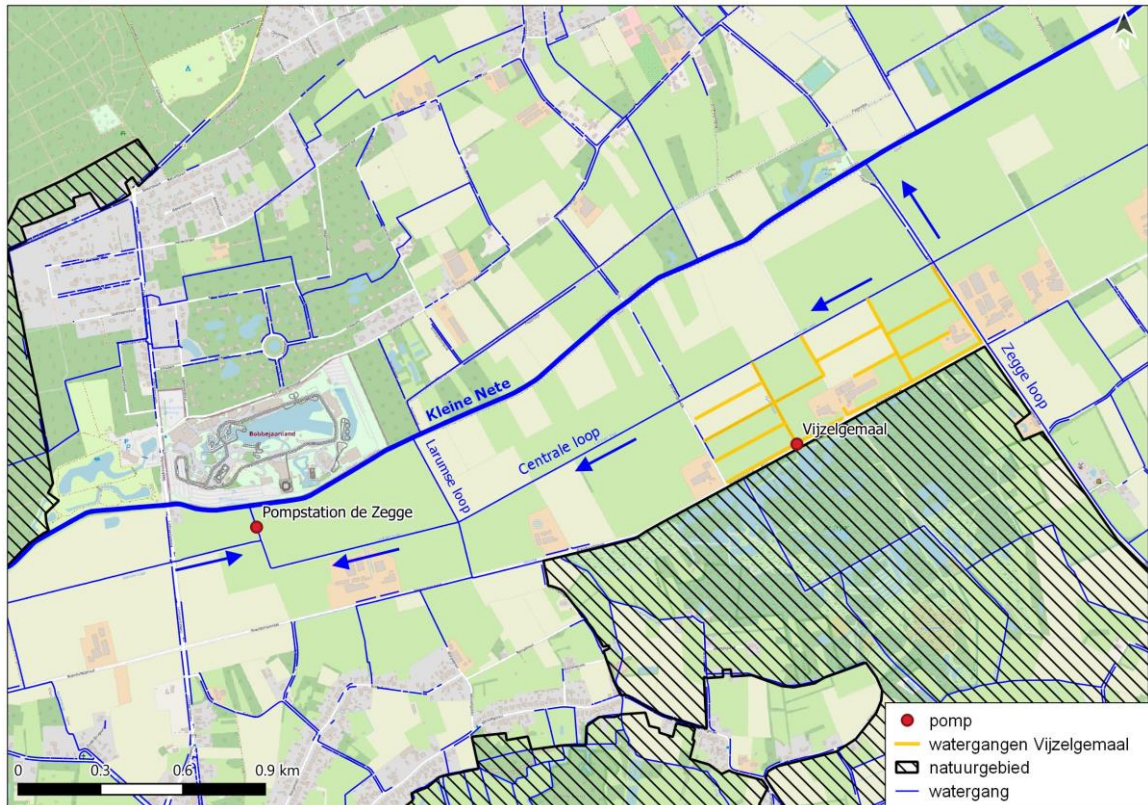 N
Kleine Nete
Zegge loop
Bobbejaanland
Vijzelgemaal
Centrale loop
Larumse loop
Pompstation de Zegge
pomp
watergangen Vijzelgemaal
natuurgebied
watergang
0 0.3 0.6 0.9 km